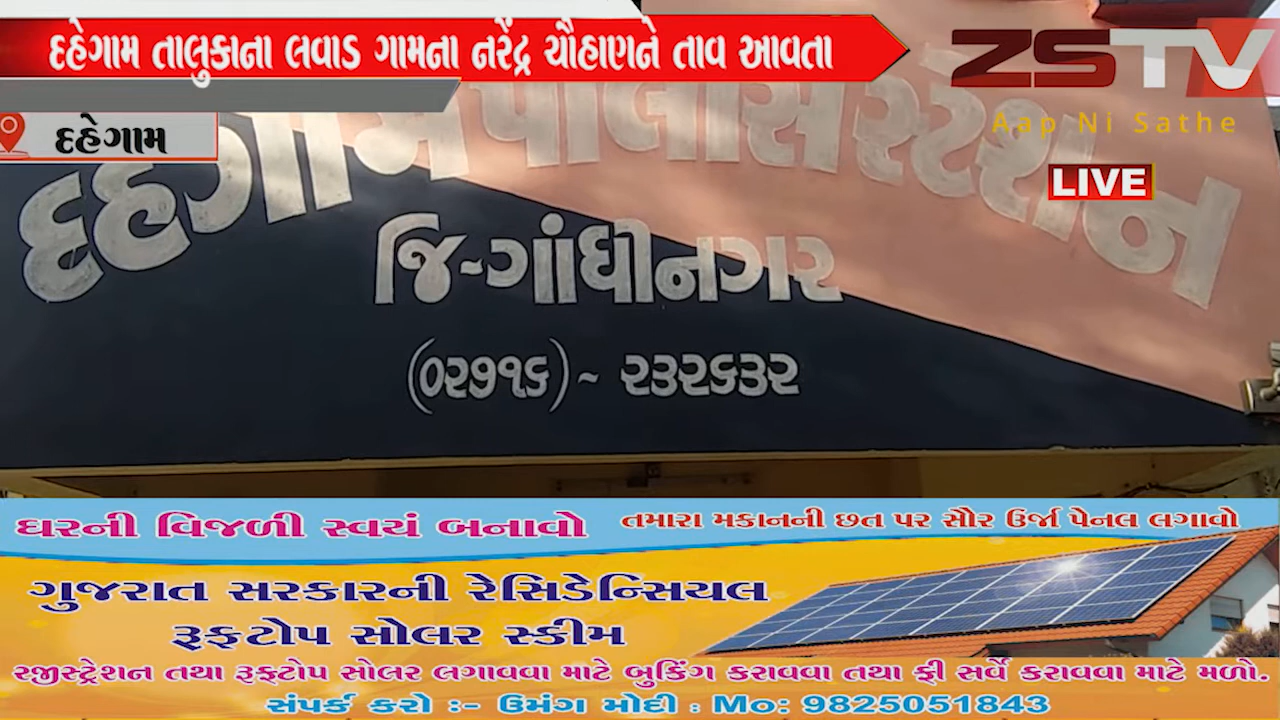 દહેગામ તાલુકાના લવાડ ગામના નરેંદ્ર ચૌહાણને તાવ આવતા
ZSTV
Aap Ni Sathe
LIVE
દહેગામ
દહેગામ પોલીસ સ્ટેશન
જિ-ગાંધીનગર
(૦૨૭૧૬)~ ૨૩૨૬૩૨
ઘરની વિજળી સ્વયં બનાવો
તમારા મકાનની છત પર સૌર ઉર્જા પેનલ લગાવો
ગુજરાત સરકારની રેસિડેન્સિયલ
રૂફટોપ સોલર સ્કીમ
રજીસ્ટ્રેશન તથા રૂફટોપ સોલર લગાવવા માટે બુકિંગ કરાવવા તથા ફ્રી સર્વે કરાવવા માટે મળો.
સંપર્ક કરો :- ઉમંગ મોદી : Mo: 9825051843